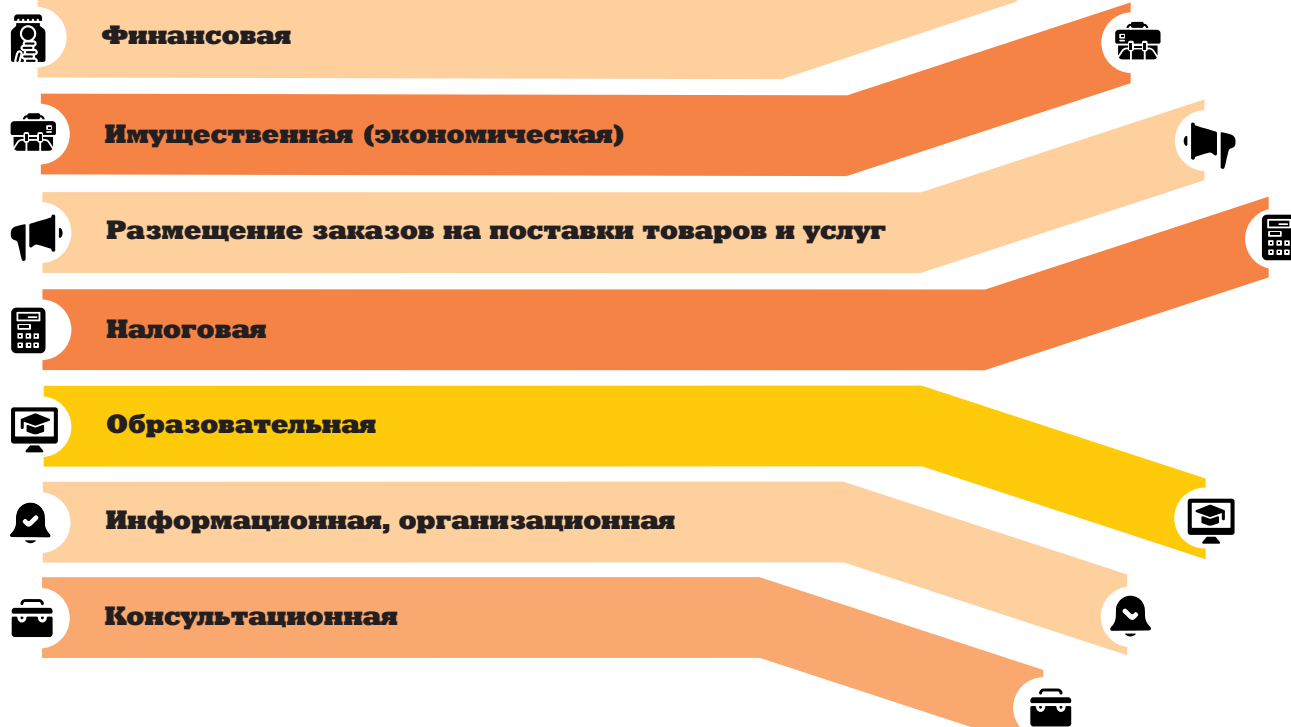 Финансовая
Имущественная (экономическая)
Размещение заказов на поставки товаров и услуг
Налоговая
Образовательная
Информационная, организационная
Консультационная